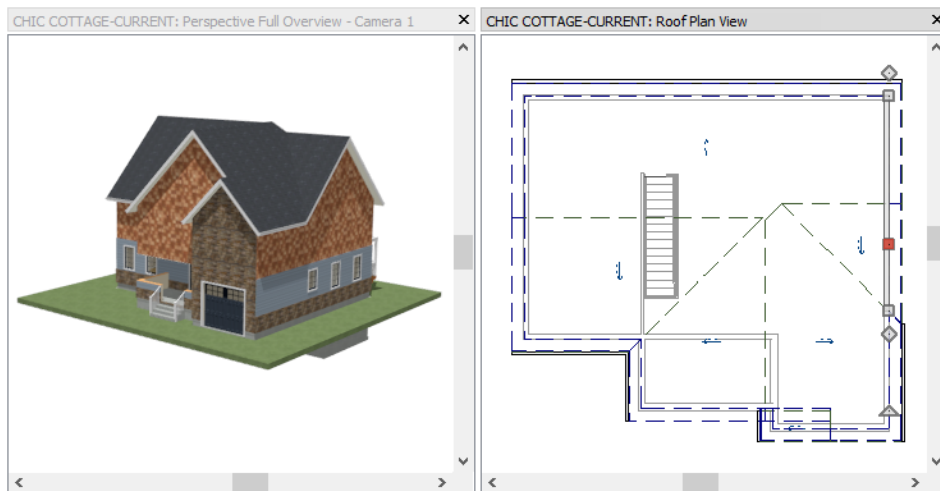 CHIC COTTAGE-CURRENT: Perspective Full Overview - Camera 1
CHIC COTTAGE-CURRENT: Roof Plan View